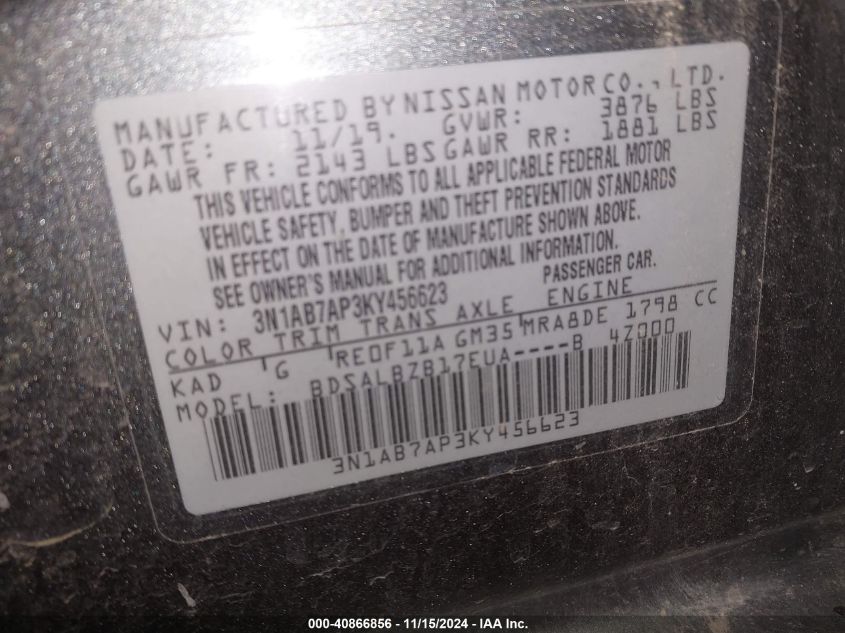 MANUFACTURED BY NISSAN MOTOR CO., LTD.
DATE: 11/19. GVWR: 3876 LBS
GAWR FR: 2143 LBS GAWR RR: 1881 LBS
THIS VEHICLE CONFORMS TO ALL APPLICABLE FEDERAL MOTOR
VEHICLE SAFETY, BUMPER AND THEFT PREVENTION STANDARDS
IN EFFECT ON THE DATE OF MANUFACTURE SHOWN ABOVE.
SEE OWNER'S MANUAL FOR ADDITIONAL INFORMATION.
VIN: 3N1AB7AP3KY456623 PASSENGER CAR.
COLOR TRIM TRANS AXLE ENGINE
KAD G RE0F11A GM35 MRA8DE 1798 CC
MODEL: BDSALBZB17EUA----B 4Z000
3N1AB7AP3KY456623
000-40866856 - 11/15/2024 - IAA Inc.